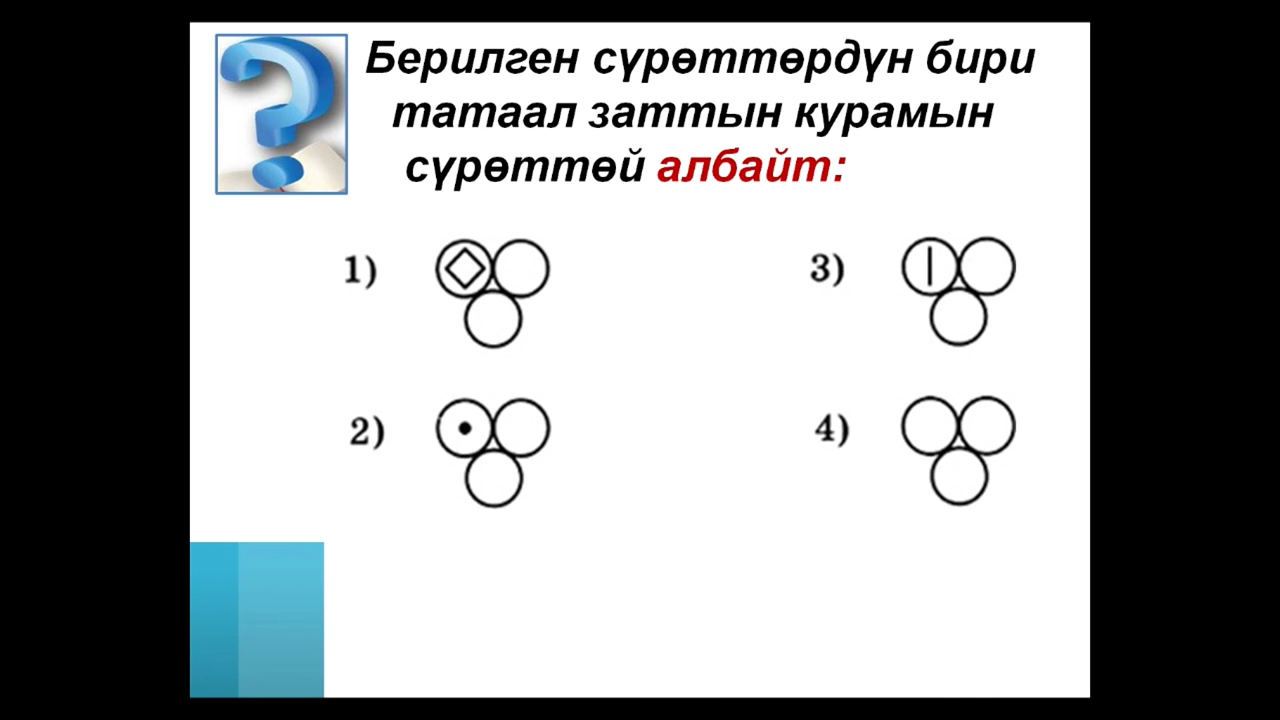 Берилген сүрөттөрдүн бири
татаал заттын курамын
сүрөттөй албайт:
1)
3)
2)
4)